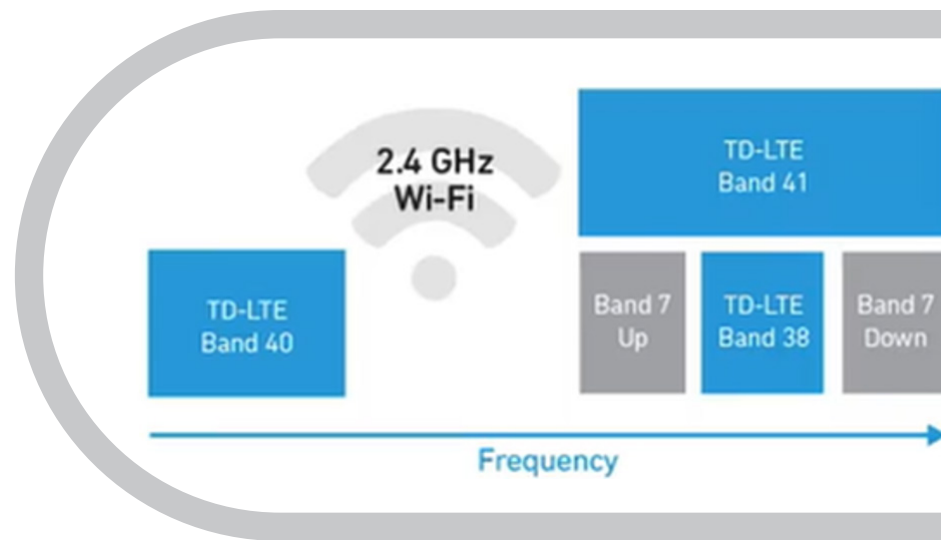 2.4 GHz
Wi-Fi
TD-LTE
Band 41
TD-LTE
Band 40
Band 7
Up
TD-LTE
Band 38
Band 7
Down
Frequency